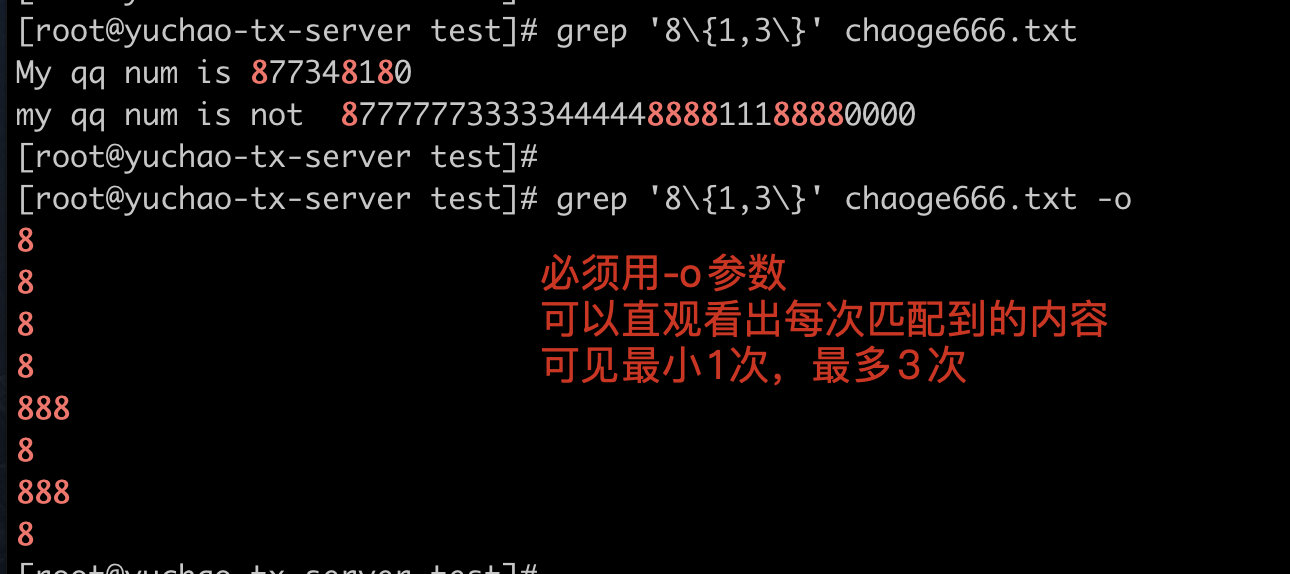 [root@yuchao-tx-server test]# grep '8\{1,3\}' chaoge666.txt
My qq num is 877348180
my qq num is not  87777773333344444888811188880000
[root@yuchao-tx-server test]#
[root@yuchao-tx-server test]# grep '8\{1,3\}' chaoge666.txt -o
8
8
8
8
888
8
888
8
必须用-o参数
可以直观看出每次匹配到的内容
可见最小1次，最多3次
[root@yuchao-tx-server test]#